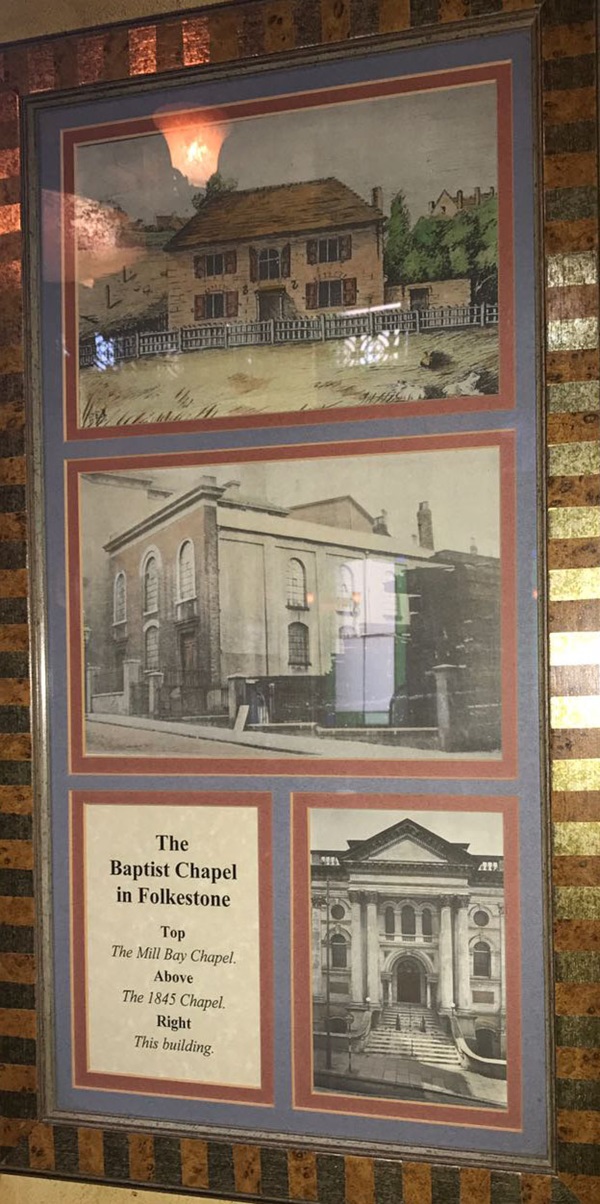 The
Baptist Chapel
in Folkestone
Top
The Mill Bay Chapel.
Above
The 1845 Chapel.
Right
This building.